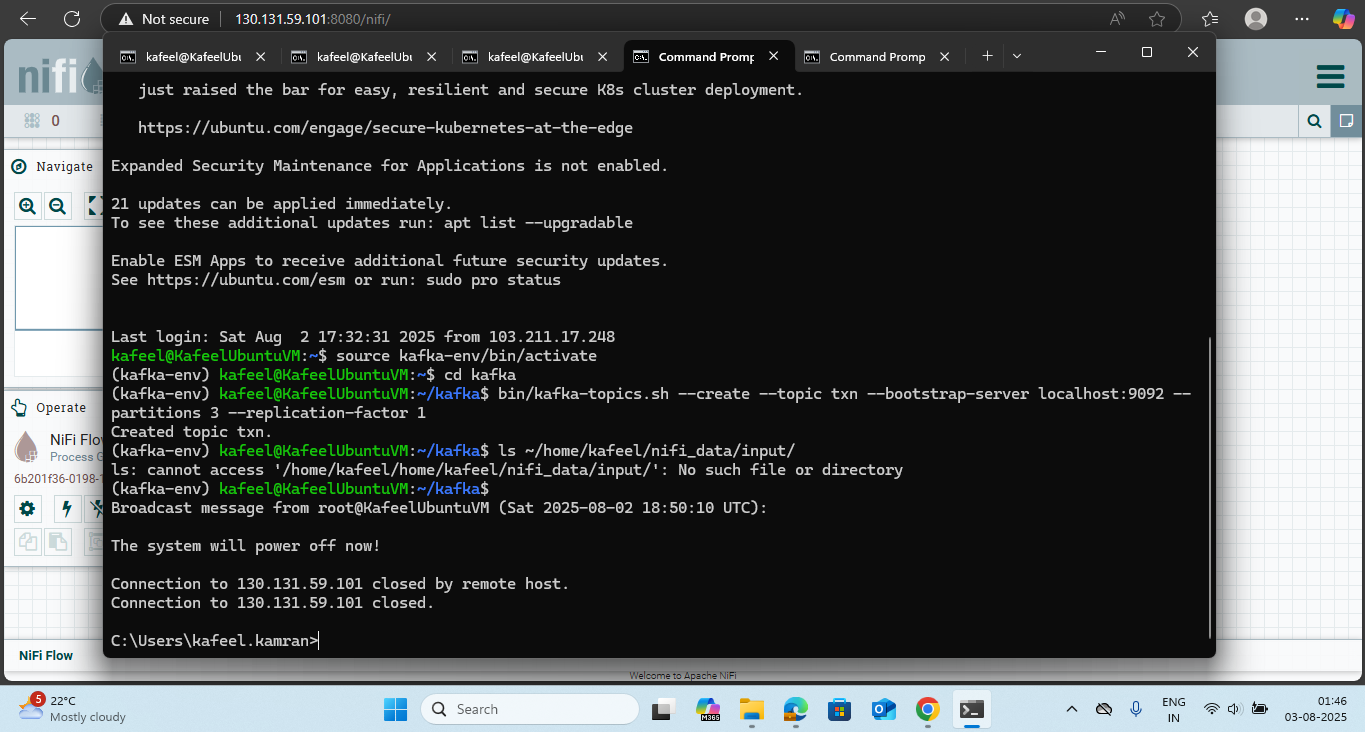 Not secure
130.131.59.101:8080/nifi/
kafeel@KafeelUbu
kafeel@KafeelUbu
kafeel@KafeelUbu
Command Promp
Command Promp
nifi
0
Navigate
Operate
NiFi Flow
Process G
6b201f36-0198-1
just raised the bar for easy, resilient and secure K8s cluster deployment.
https://ubuntu.com/engage/secure-kubernetes-at-the-edge
Expanded Security Maintenance for Applications is not enabled.
21 updates can be applied immediately.
To see these additional updates run: apt list --upgradable
Enable ESM Apps to receive additional future security updates.
See https://ubuntu.com/esm or run: sudo pro status
Last login: Sat Aug  2 17:32:31 2025 from 103.211.17.248
kafeel@KafeelUbuntuVM:~$ source kafka-env/bin/activate
(kafka-env) kafeel@KafeelUbuntuVM:~$ cd kafka
(kafka-env) kafeel@KafeelUbuntuVM:~/kafka$ bin/kafka-topics.sh --create --topic txn --bootstrap-server localhost:9092 --
partitions 3 --replication-factor 1
Created topic txn.
(kafka-env) kafeel@KafeelUbuntuVM:~/kafka$ ls ~/home/kafeel/nifi_data/input/
ls: cannot access '/home/kafeel/home/kafeel/nifi_data/input/': No such file or directory
(kafka-env) kafeel@KafeelUbuntuVM:~/kafka$
Broadcast message from root@KafeelUbuntuVM (Sat 2025-08-02 18:50:10 UTC):
The system will power off now!
Connection to 130.131.59.101 closed by remote host.
Connection to 130.131.59.101 closed.
C:\Users\kafeel.kamran>
NiFi Flow
Welcome to Apache NiFi
5
22°C
Mostly cloudy
Search
M365
ENG
IN
01:46
03-08-2025